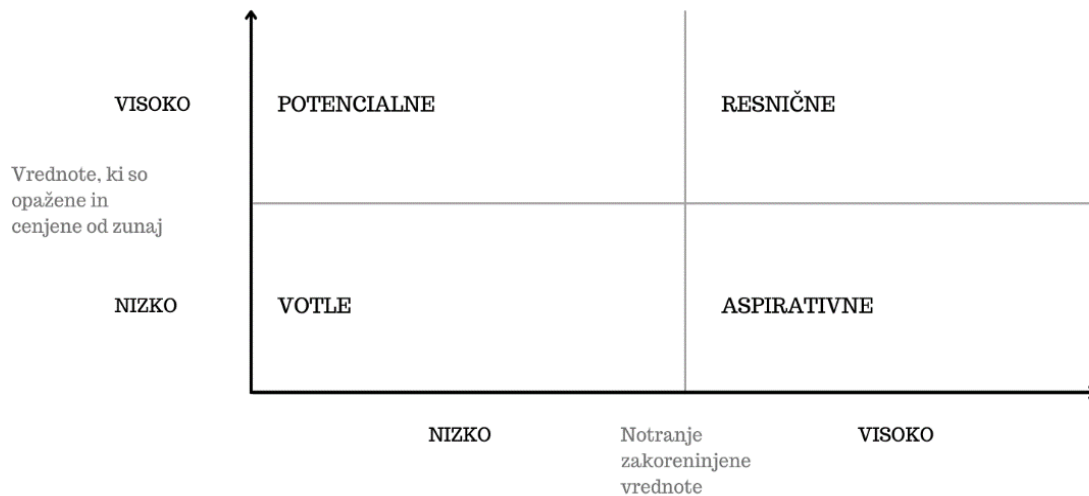 VISOKO
POTENCIALNE
RESNIČNE
Vrednote, ki so
opažene in
cenjene od zunaj
NIZKO
VOTLE
ASPIRATIVNE
NIZKO
Notranje
zakoreninjene
vrednote
VISOKO